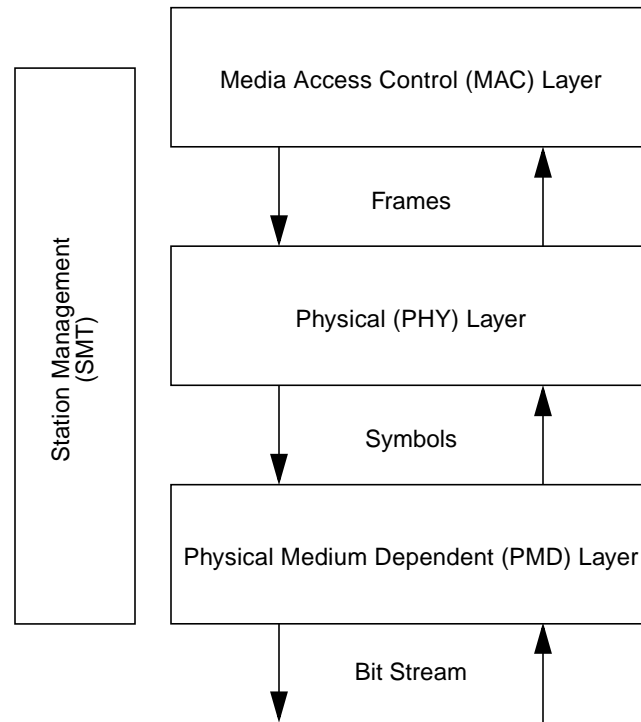 Media Access Control (MAC) Layer
Frames
Station Management
(SMT)
Physical (PHY) Layer
Symbols
Physical Medium Dependent (PMD) Layer
Bit Stream